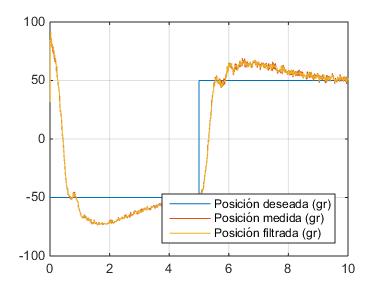 100
50
0
-50
-100
Posición deseada (gr)
Posición medida (gr)
Posición filtrada (gr)
0 2 4 6 8 10